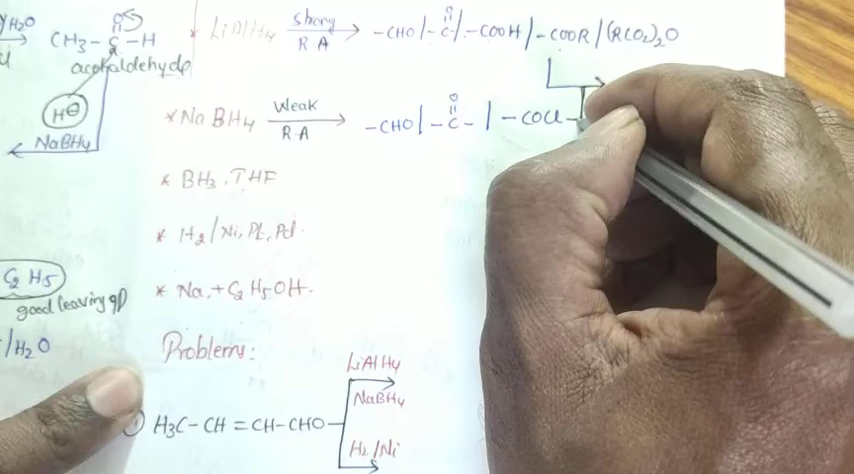 /H₂O
CH₃-C-H
O
acetaldehyde
H⊖
NaBH₄
* LiAlH₄ strong R.A → -CHO/-C-/-COOH/-COOR/(RCO₂)₂O
O
* NaBH₄ Weak R.A → -CHO/-C-/-COCl-
O
* BH₃, THF
* H₂/Ni, Pt, Pd.
* Na, + C₂H₅OH.
C₂H₅
good leaving gp
/H₂O
Problems:
① H₃C-CH=CH-CHO
LiAlH₄
NaBH₄
H₂/Ni